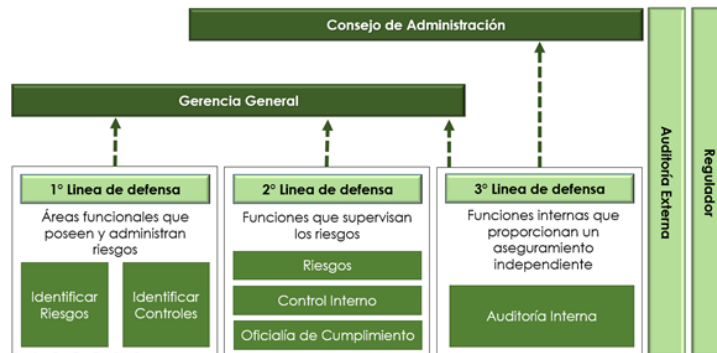 Consejo de Administración
Gerencia General
1° Linea de defensa
Áreas funcionales que
poseen y administran
riesgos
Identificar
Riesgos
Identificar
Controles
2° Linea de defensa
Funciones que supervisan
los riesgos
Riesgos
Control Interno
Oficialía de Cumplimiento
3° Linea de defensa
Funciones internas que
proporcionan un
aseguramiento
independiente
Auditoría Interna
Auditoría Externa
Regulador